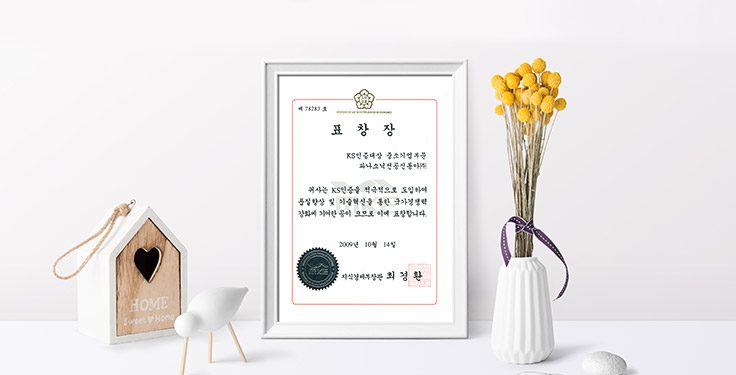 제 78283 호
MINISTRY OF KNOWLEDGE ECONOMY
표 창 장
KS인증대상 중소기업부문
파나소닉전공신동아㈜
귀사는 KS인증을 적극적으로 도입하여
품질향상 및 기술혁신을 통한 국가경쟁력
강화에 기여한 공이 크므로 이에 표창합니다.
2009년 10월 14일
지식경제부장관 최경환
HOME
Sweet Home